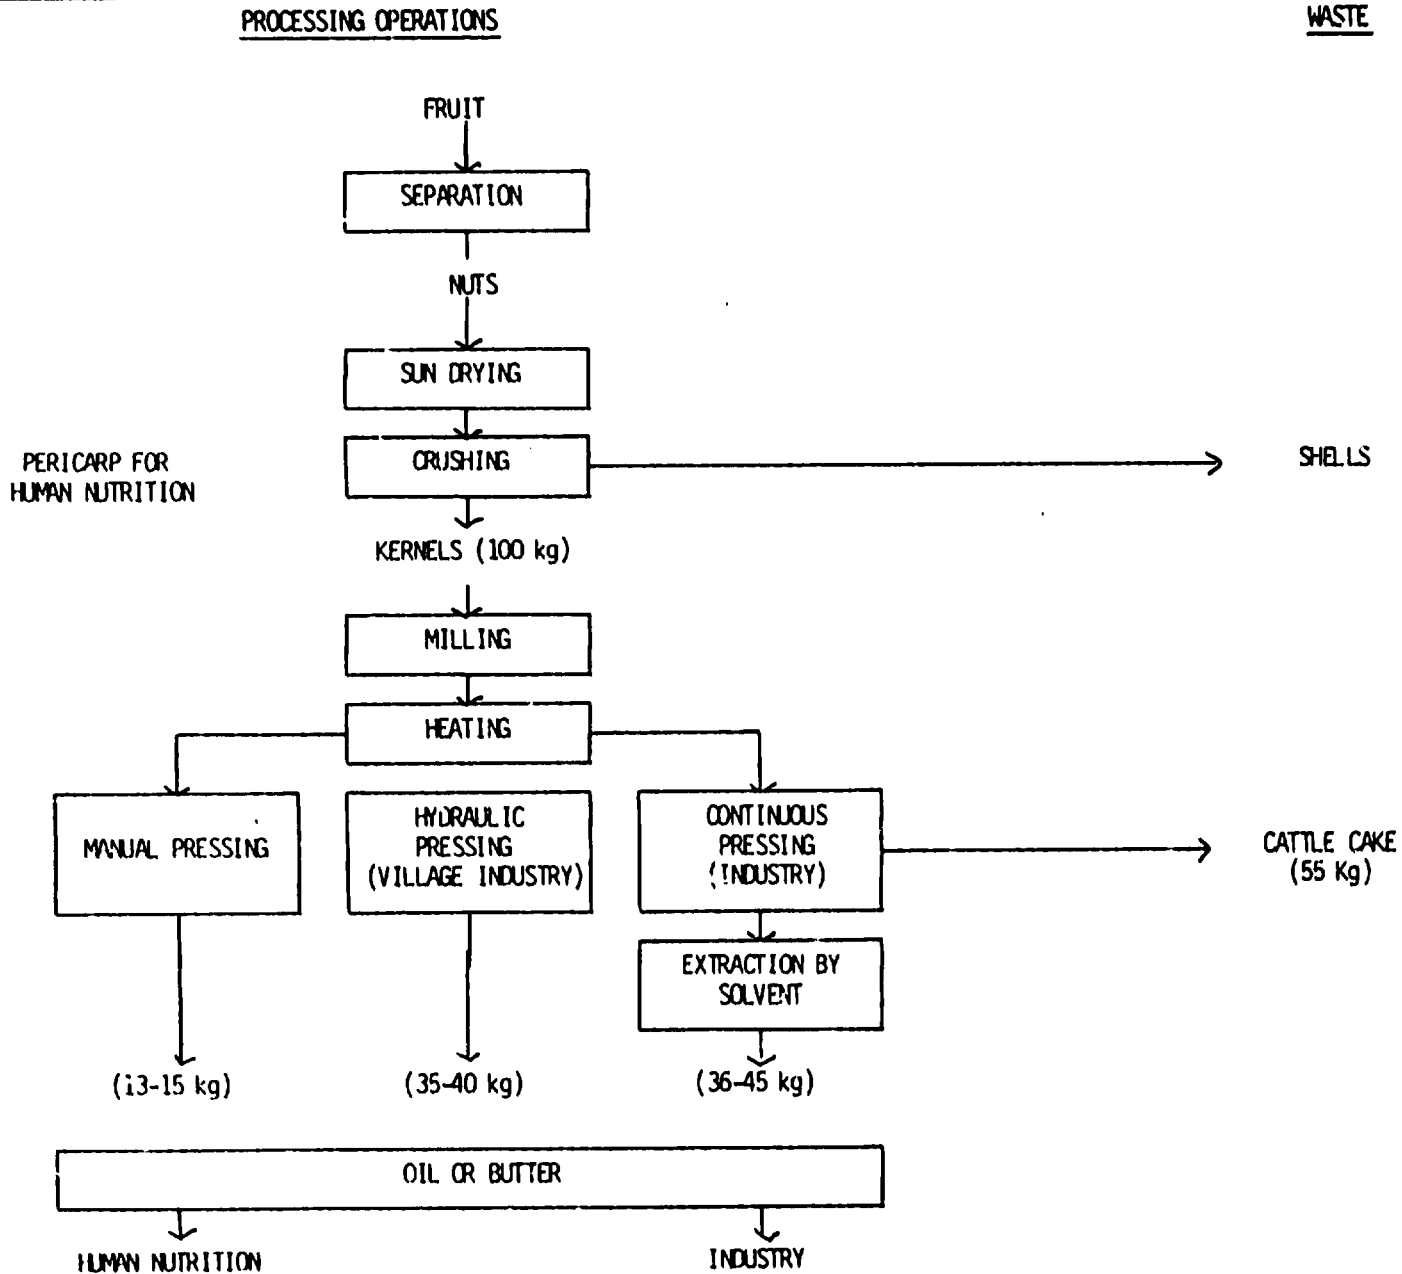 PROCESSING OPERATIONS
WASTE
FRUIT
SEPARATION
NUTS
SUN DRYING
PERICARP FOR
HUMAN NUTRITION
CRUSHING
SHELLS
KERNELS (100 kg)
MILLING
HEATING
MANUAL PRESSING
HYDRAULIC
PRESSING
(VILLAGE INDUSTRY)
CONTINUOUS
PRESSING
(INDUSTRY)
CATTLE CAKE
(55 Kg)
EXTRACTION BY
SOLVENT
(13-15 kg)
(35-40 kg)
(36-45 kg)
OIL OR BUTTER
HUMAN NUTRITION
INDUSTRY